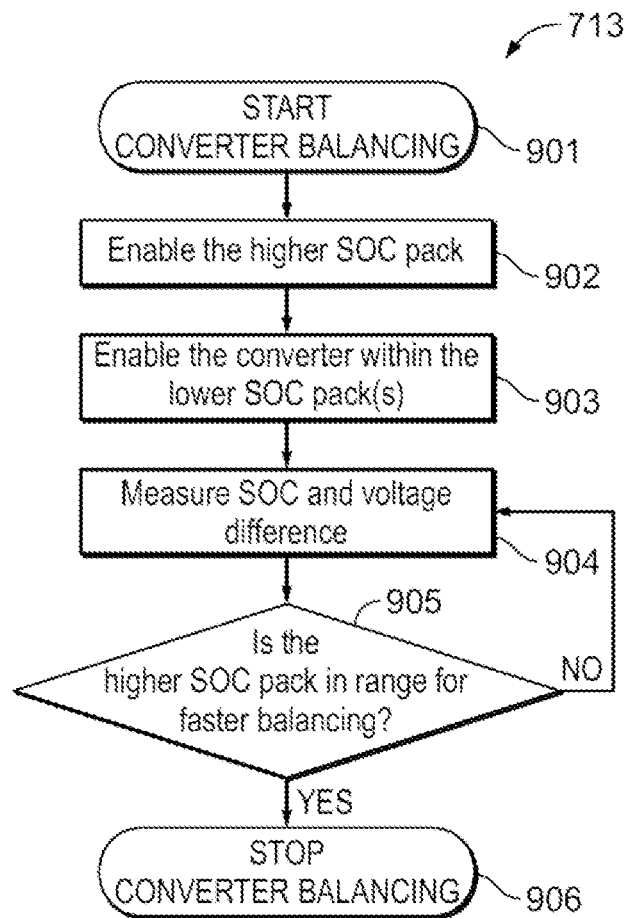 713
START
CONVERTER BALANCING
901
Enable the higher SOC pack
902
Enable the converter within the
lower SOC pack(s)
903
Measure SOC and voltage
difference
904
905
Is the
higher SOC pack in range for
faster balancing?
NO
YES
STOP
CONVERTER BALANCING
906